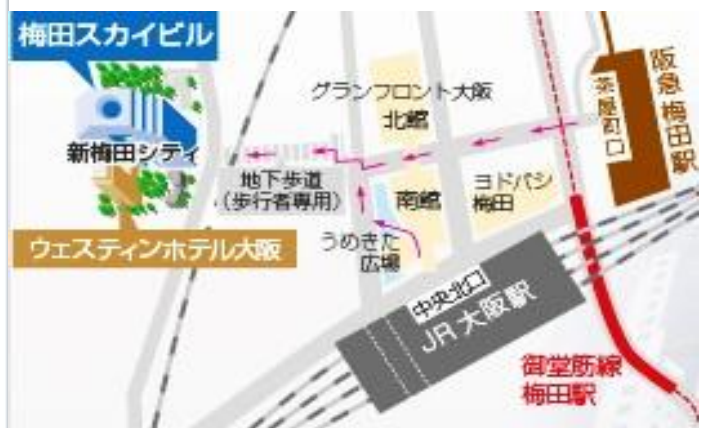 梅田スカイビル
新梅田シティ
ウェスティンホテル大阪
グランフロント大阪
北館
地下歩道
(歩行者専用)
南館
うめきた
広場
ヨドバシ
梅田
茶屋町口
阪急梅田駅
中央北口
JR大阪駅
御堂筋線
梅田駅